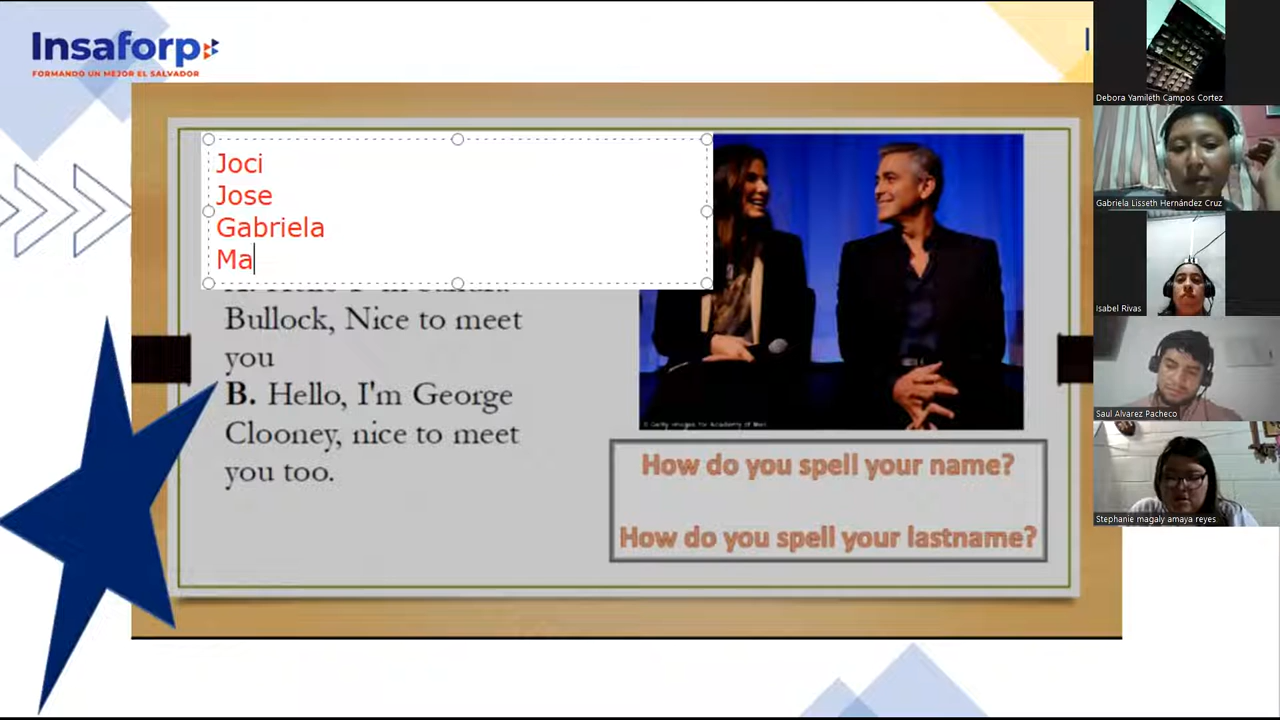 Insaforp
FORMANDO UN MEJOR EL SALVADOR
Joci
Jose
Gabriela
Ma
Bullock, Nice to meet
you
B. Hello, I'm George
Clooney, nice to meet
you too.
How do you spell your name?
How do you spell your lastname?
Debora Yamileth Campos Cortez
Gabriela Lisseth Hernández Cruz
Isabel Rivas
Saul Alvarez Pacheco
Stephanie magaly amaya reyes